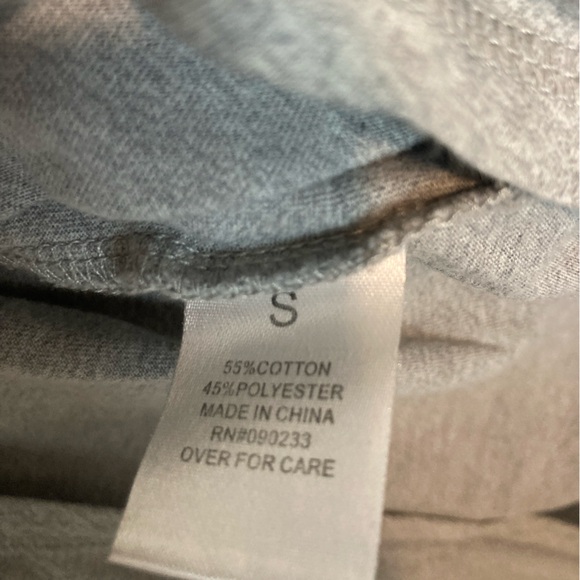 S
55%COTTON
45%POLYESTER
MADE IN CHINA
RN#090233
OVER FOR CARE